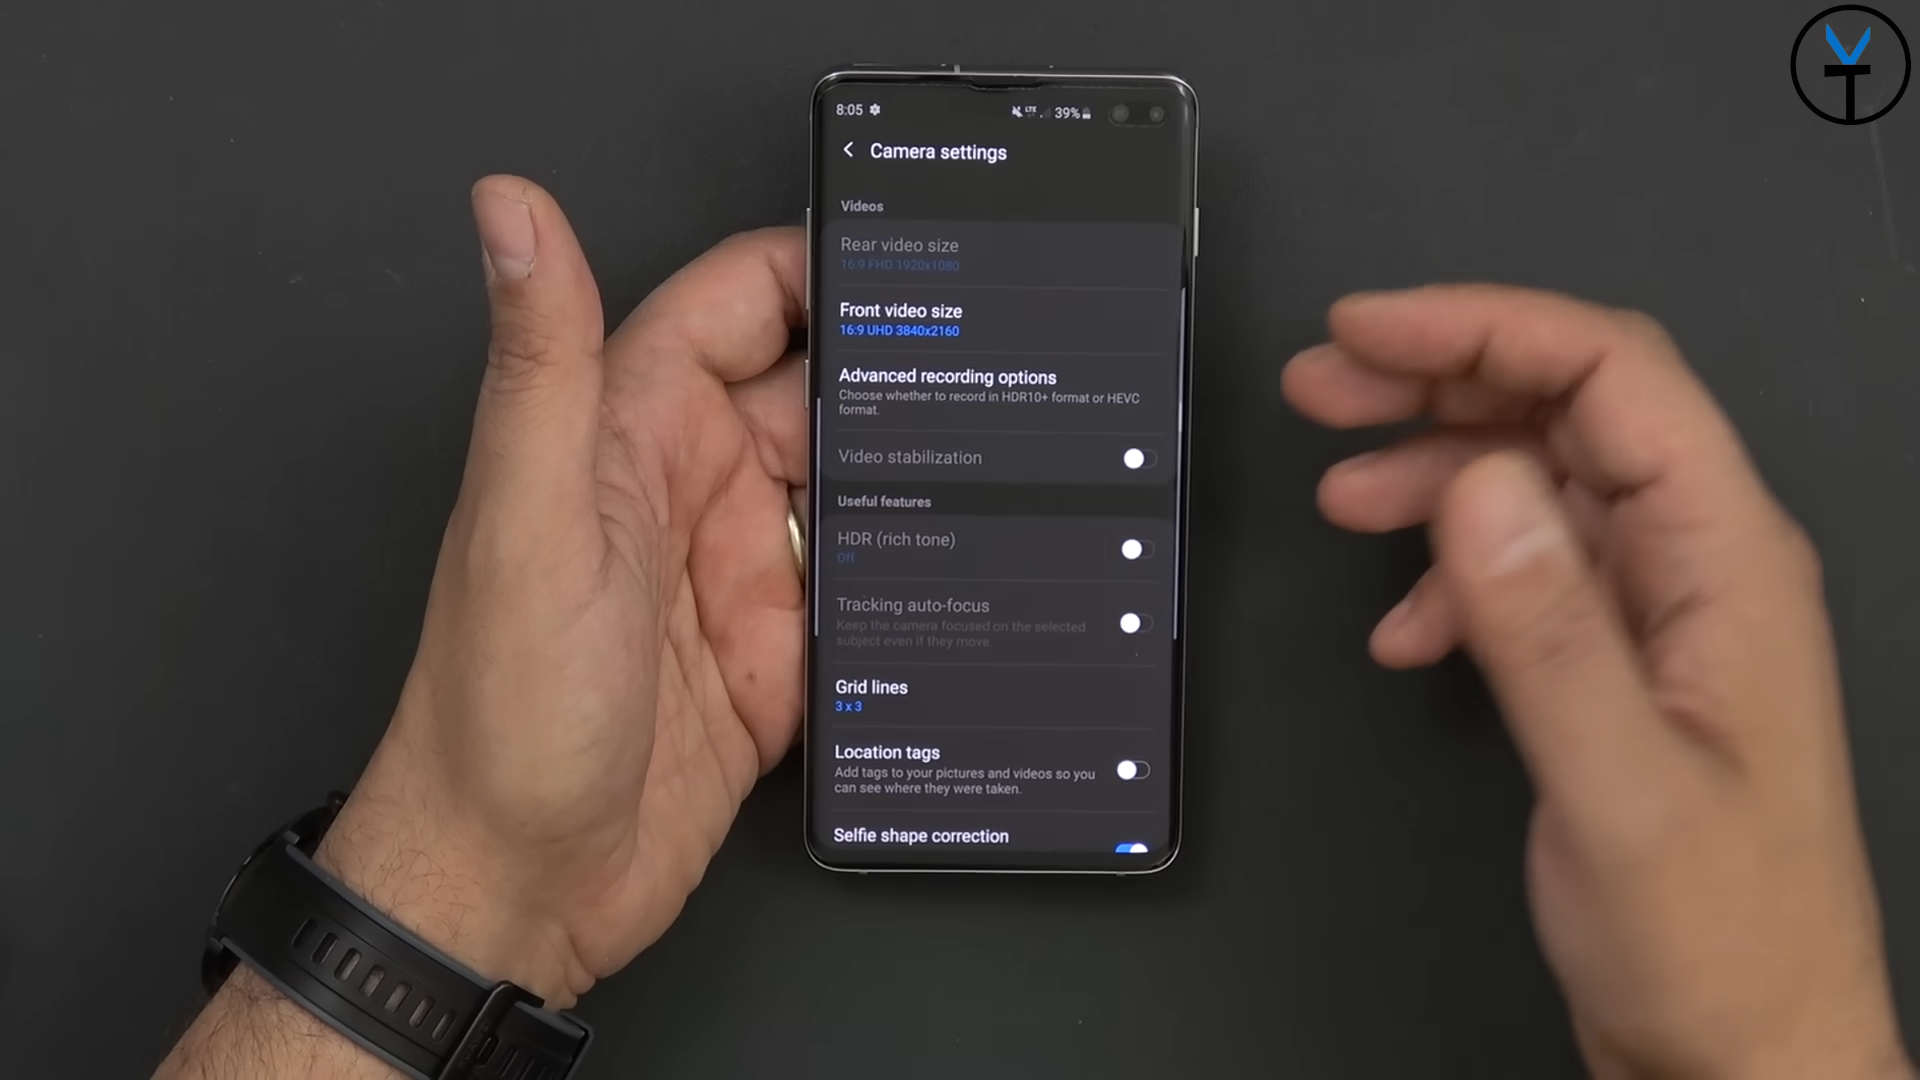 8:05
LTE 39%
Camera settings
Videos
Rear video size
16:9 FHD 1920x1080
Front video size
16:9 UHD 3840x2160
Advanced recording options
Choose whether to record in HDR10+ format or HEVC
format.
Video stabilization
Useful features
HDR (rich tone)
Off
Tracking auto-focus
Keep the camera focused on the selected
subject even if they move.
Grid lines
3 x 3
Location tags
Add tags to your pictures and videos so you
can see where they were taken.
Selfie shape correction